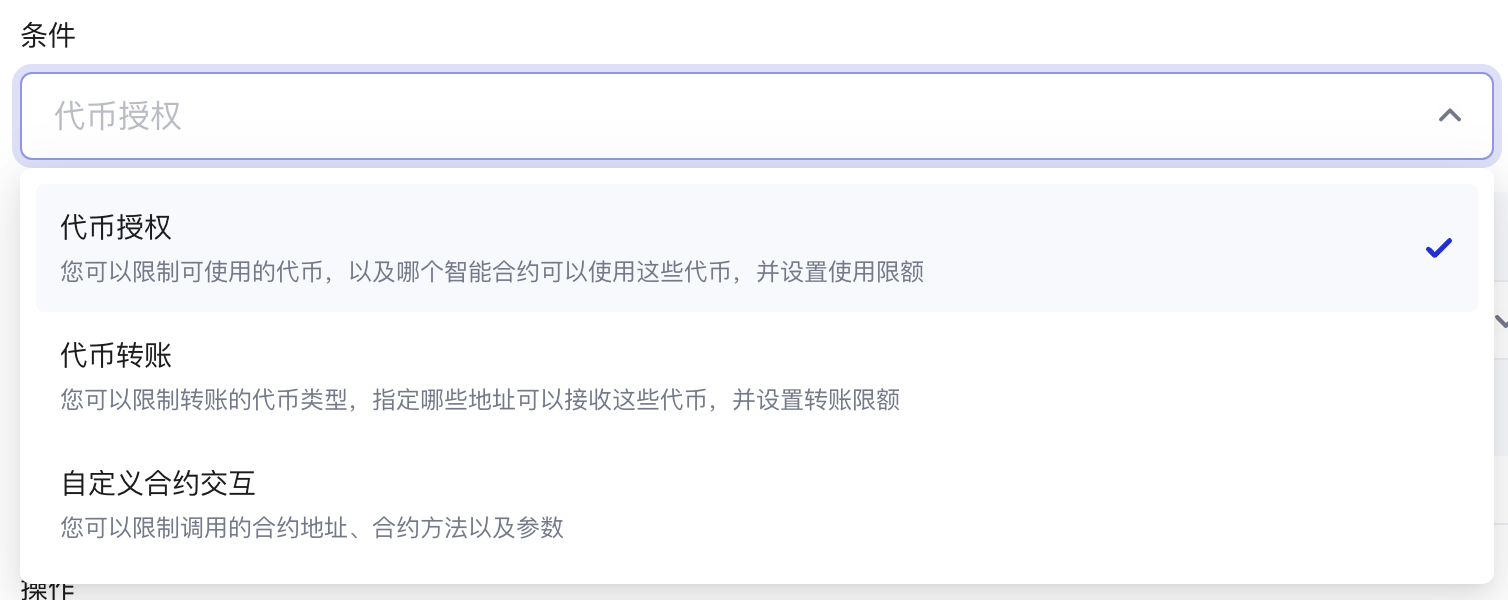 条件
代币授权
代币授权
您可以限制可使用的代币，以及哪个智能合约可以使用这些代币，并设置使用限额
代币转账
您可以限制转账的代币类型，指定哪些地址可以接收这些代币，并设置转账限额
自定义合约交互
您可以限制调用的合约地址、合约方法以及参数
操作